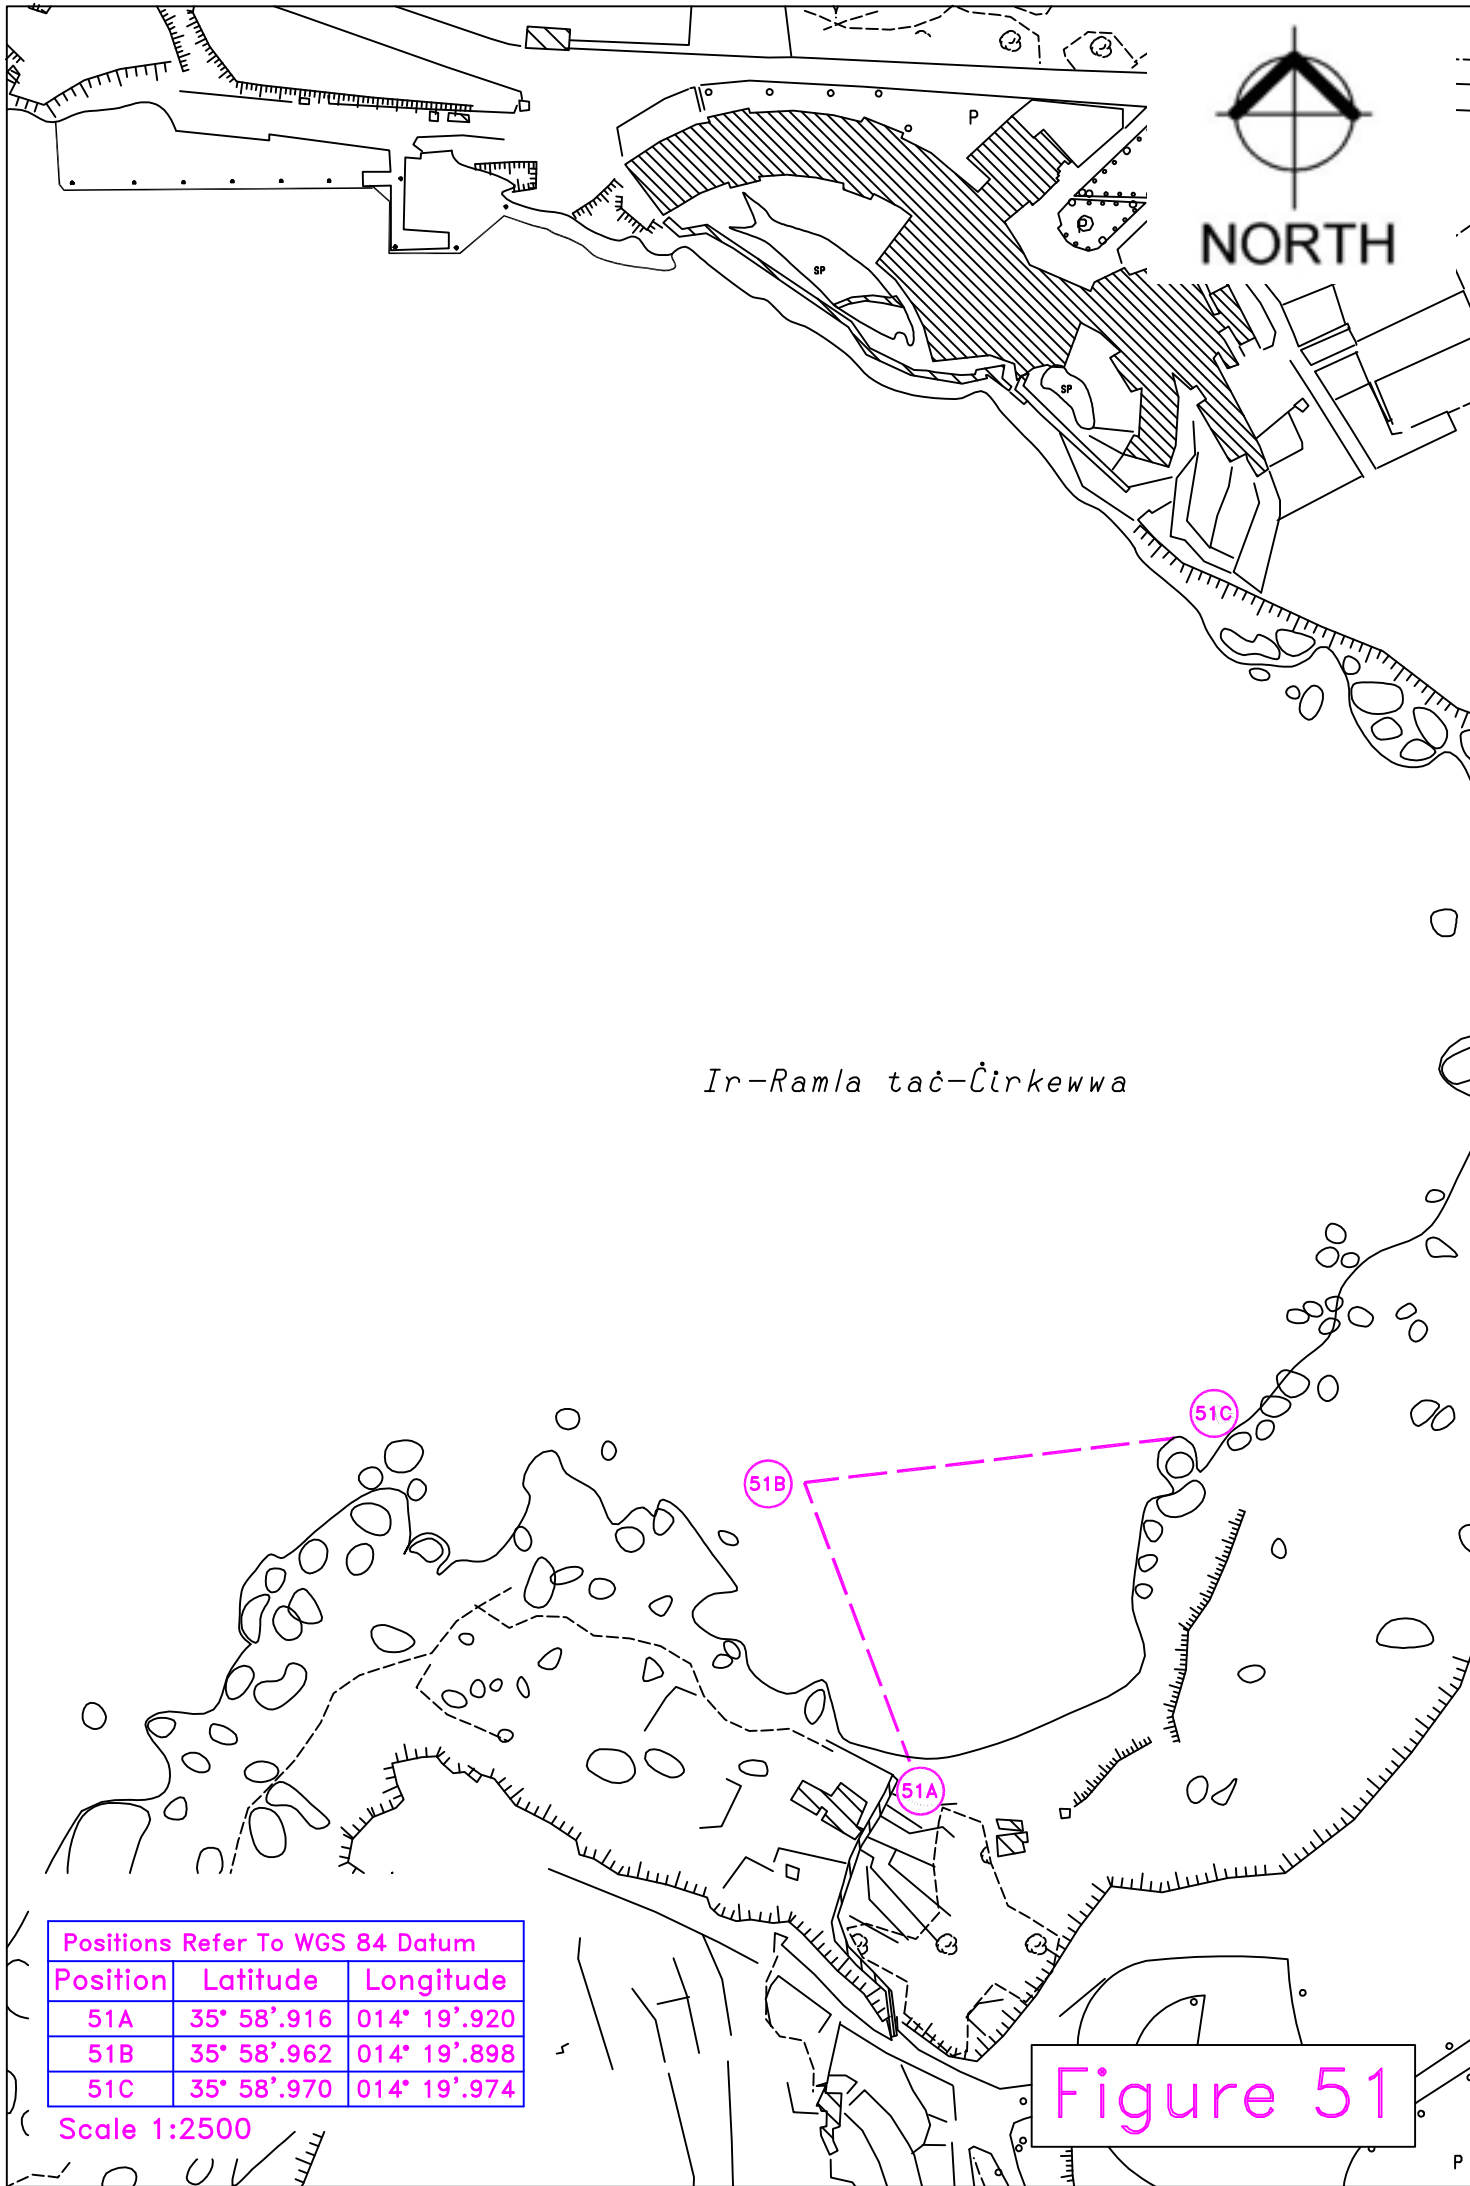 P
NORTH
P
SP
SP
Ir-Ramla taċ-Ċirkewwa
51C
51B
51A
Positions Refer To WGS 84 Datum
Position Latitude Longitude
51A 35° 58'.916 014° 19'.920
51B 35° 58'.962 014° 19'.898
51C 35° 58'.970 014° 19'.974
Scale 1:2500
Figure 51
P